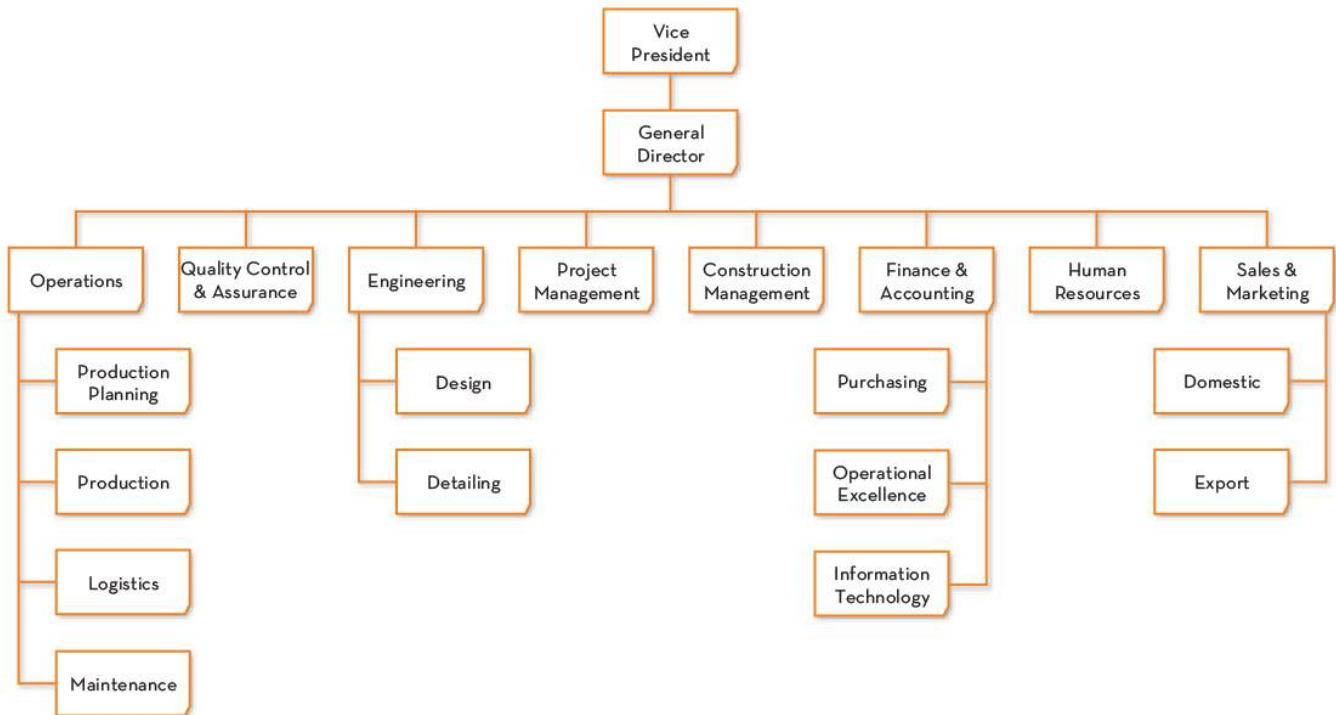 Vice
President
General
Director
Operations
Quality Control
& Assurance
Engineering
Project
Management
Construction
Management
Finance &
Accounting
Human
Resources
Sales &
Marketing
Production
Planning
Design
Purchasing
Domestic
Production
Detailing
Operational
Excellence
Export
Logistics
Information
Technology
Maintenance